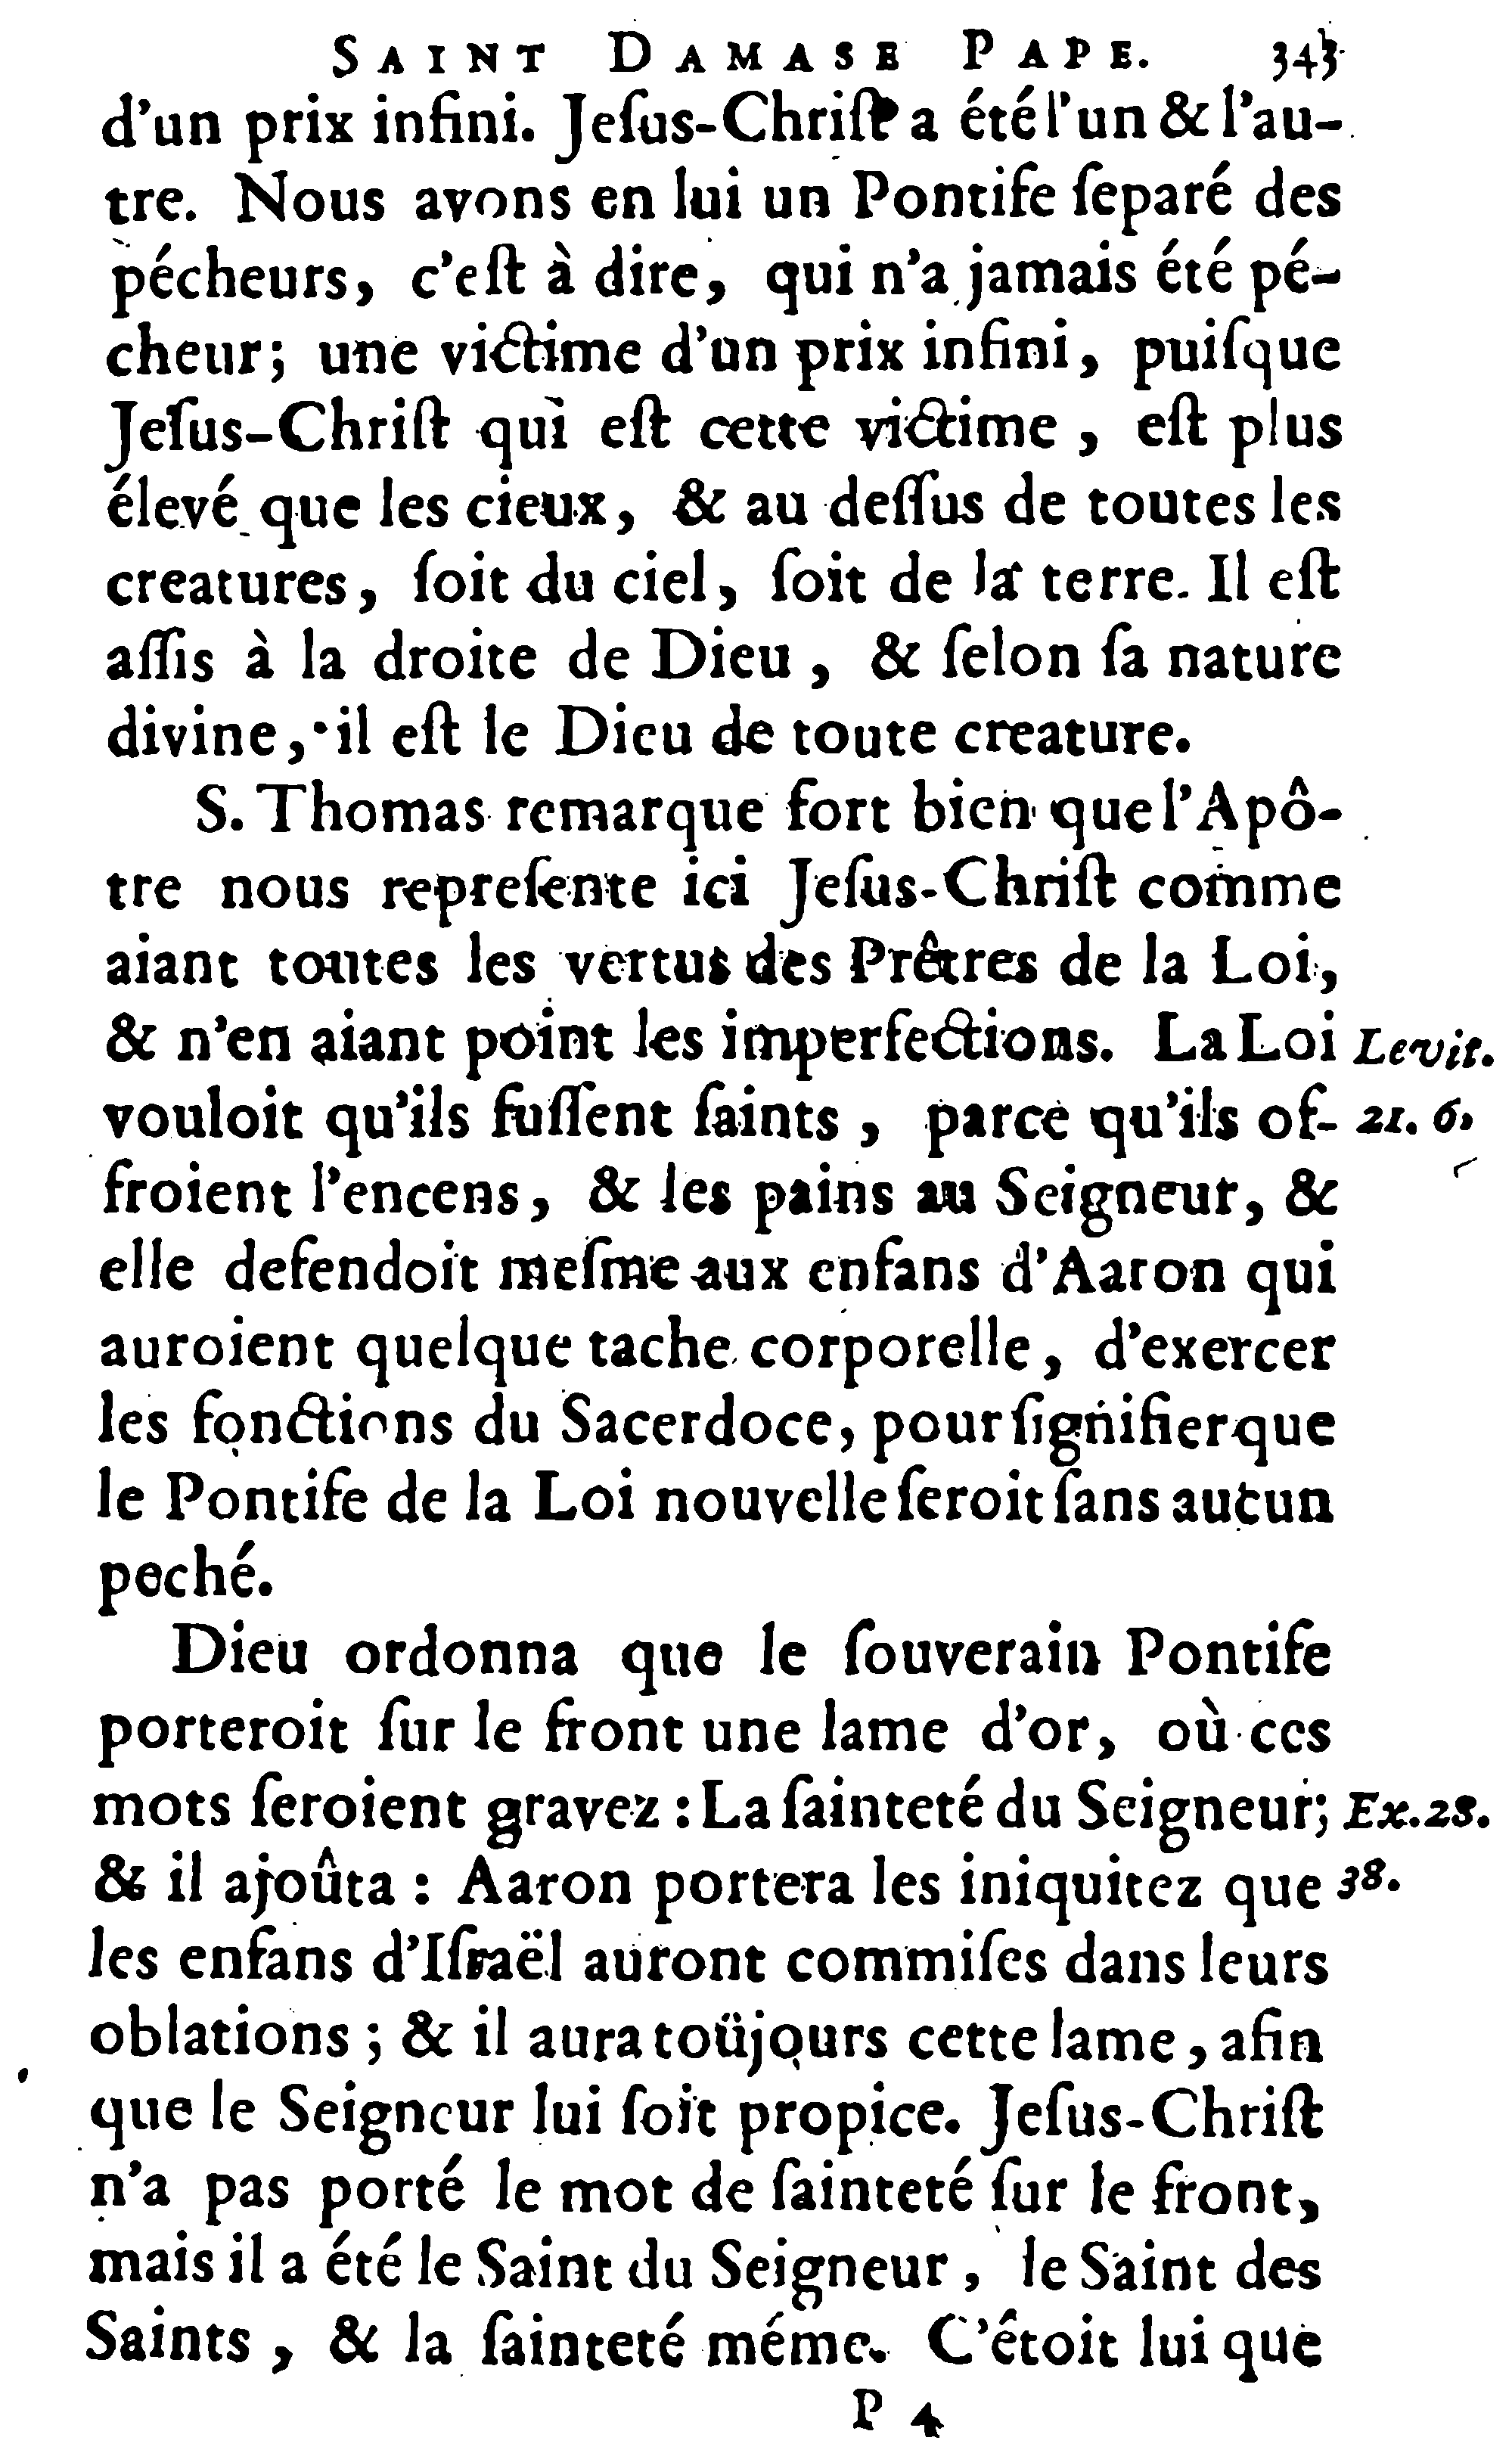 SAINT DAMASE PAPE. 343
d'un prix infini. Jeſus-Chriſt a été l'un & l'au-
tre. Nous avons en lui un Pontife ſeparé des
pécheurs, c'eſt à dire, qui n'a jamais été pé-
cheur; une victime d'un prix infini, puiſque
Jeſus-Chriſt qui eſt cette victime, eſt plus
élevé que les cieux, & au deſſus de toutes les
creatures, ſoit du ciel, ſoit de la terre. Il eſt
aſſis à la droite de Dieu, & ſelon ſa nature
divine, il eſt le Dieu de toute creature.
S. Thomas remarque fort bien que l'Apô-
tre nous repreſente ici Jeſus-Chriſt comme
aiant toutes les vertus des Prêtres de la Loi,
& n'en aiant point les imperfections. La Loi Levit.
vouloit qu'ils fuſſent ſaints, parce qu'ils of- 21. 6.
froient l'encens, & les pains au Seigneur, &
elle defendoit meſme aux enfans d'Aaron qui
auroient quelque tache corporelle, d'exercer
les fonctions du Sacerdoce, pour ſignifier que
le Pontife de la Loi nouvelle ſeroit ſans aucun
peché.
Dieu ordonna que le ſouverain Pontife
porteroit ſur le front une lame d'or, où ces
mots ſeroient gravez : La ſainteté du Seigneur; Ex. 28.
& il ajoûta : Aaron portera les iniquitez que 38.
les enfans d'Iſraël auront commiſes dans leurs
oblations ; & il aura toûjours cette lame, afin
que le Seigneur lui ſoit propice. Jeſus-Chriſt
n'a pas porté le mot de ſainteté ſur le front,
mais il a été le Saint du Seigneur, le Saint des
Saints, & la ſainteté méme. C'étoit lui que
P 4